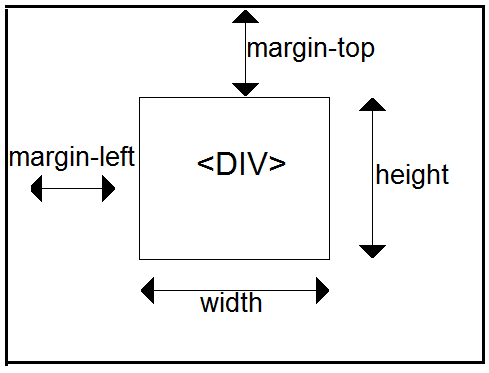 margin-top
margin-left
<DIV>
height
width